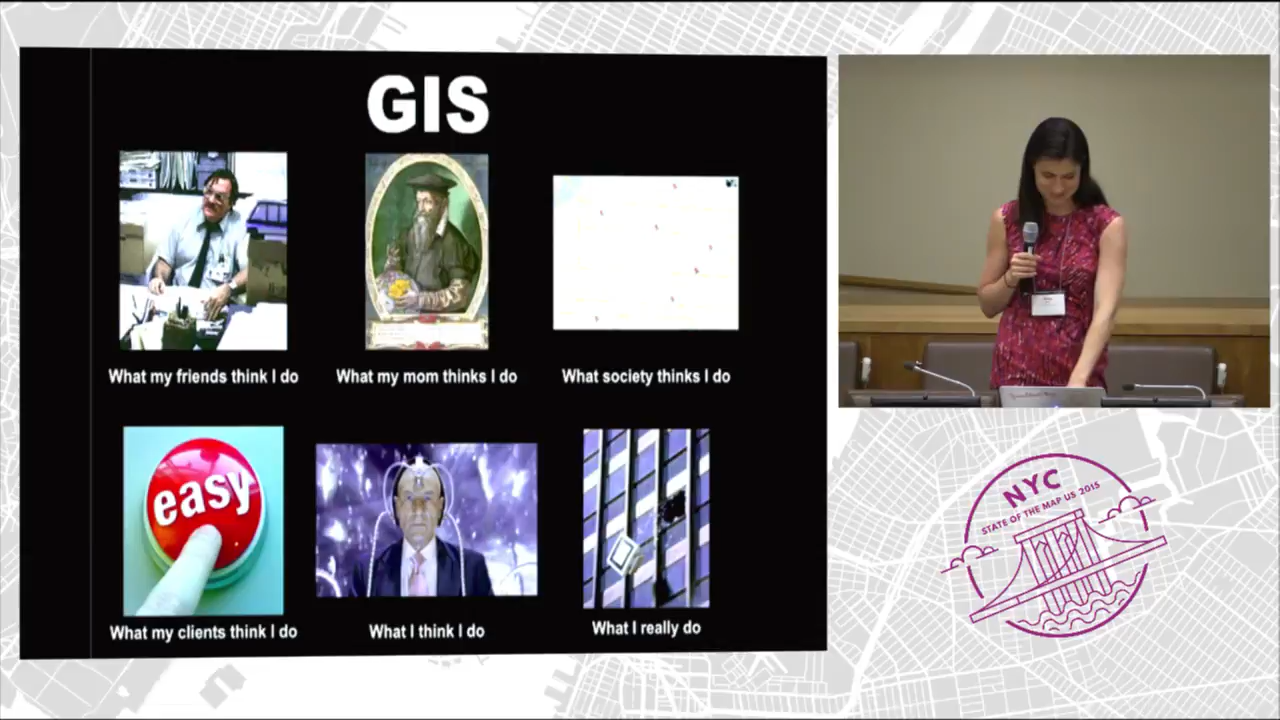 GIS
What my friends think I do
What my mom thinks I do
What society thinks I do
easy
What my clients think I do
What I think I do
What I really do
NYC
STATE OF THE MAP US 2015